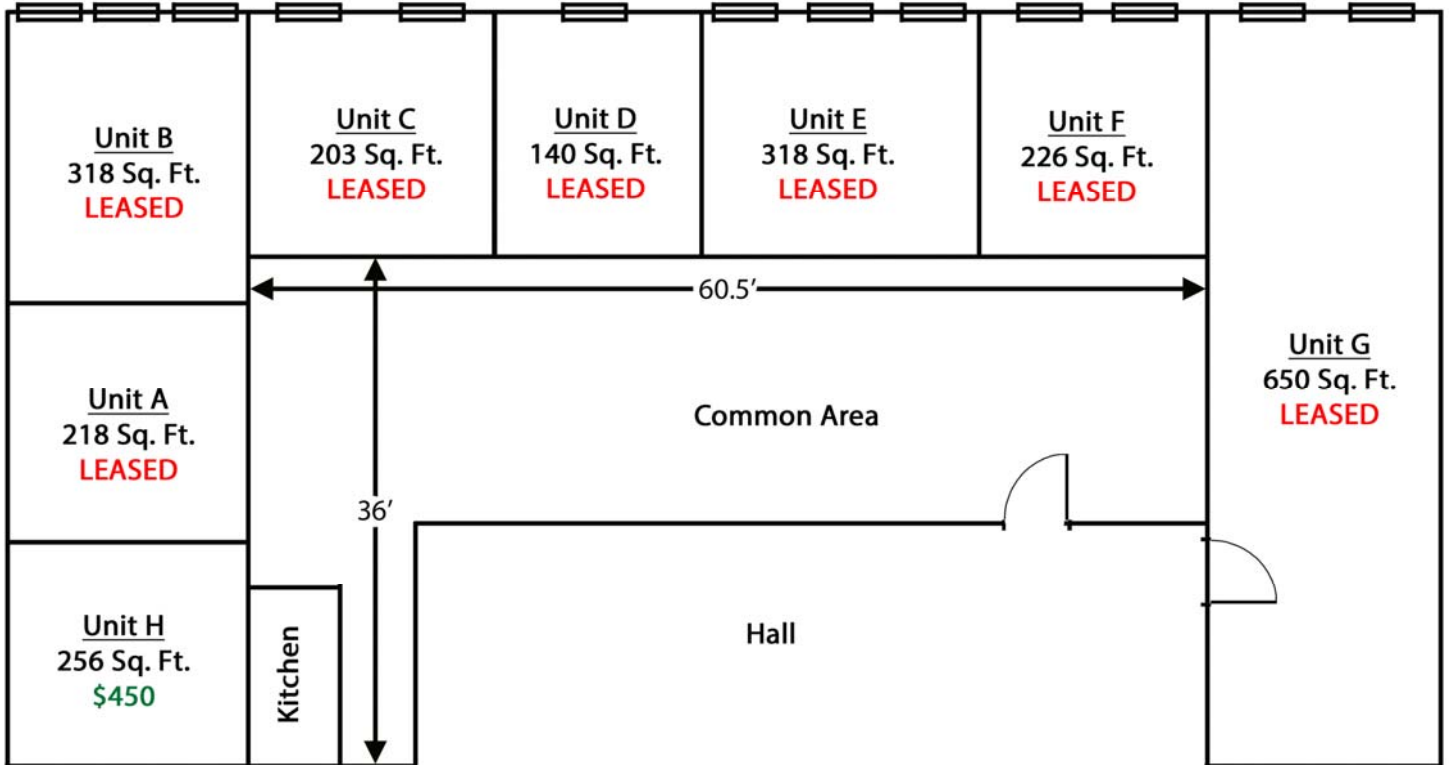 Unit B
318 Sq. Ft.
LEASED
Unit C
203 Sq. Ft.
LEASED
Unit D
140 Sq. Ft.
LEASED
Unit E
318 Sq. Ft.
LEASED
Unit F
226 Sq. Ft.
LEASED
Unit G
650 Sq. Ft.
LEASED
60.5’
Unit A
218 Sq. Ft.
LEASED
Common Area
36’
Unit H
256 Sq. Ft.
$450
Kitchen
Hall